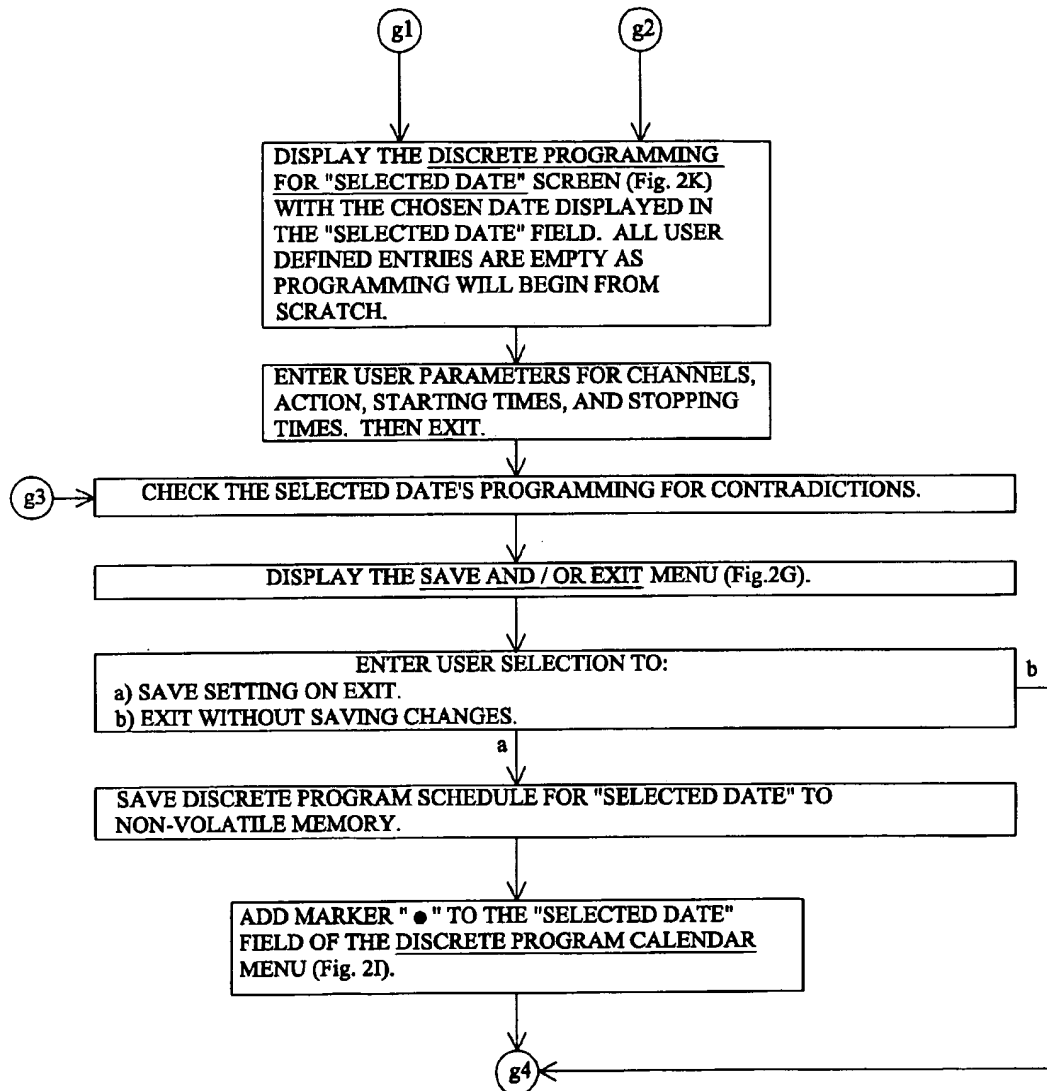 g1
g2
DISPLAY THE DISCRETE PROGRAMMING
FOR "SELECTED DATE" SCREEN (Fig. 2K)
WITH THE CHOSEN DATE DISPLAYED IN
THE "SELECTED DATE" FIELD. ALL USER
DEFINED ENTRIES ARE EMPTY AS
PROGRAMMING WILL BEGIN FROM
SCRATCH.
ENTER USER PARAMETERS FOR CHANNELS,
ACTION, STARTING TIMES, AND STOPPING
TIMES. THEN EXIT.
g3
CHECK THE SELECTED DATE'S PROGRAMMING FOR CONTRADICTIONS.
DISPLAY THE SAVE AND / OR EXIT MENU (Fig.2G).
ENTER USER SELECTION TO:
a) SAVE SETTING ON EXIT.
b) EXIT WITHOUT SAVING CHANGES.
b
a
SAVE DISCRETE PROGRAM SCHEDULE FOR "SELECTED DATE" TO
NON-VOLATILE MEMORY.
ADD MARKER " ● " TO THE "SELECTED DATE"
FIELD OF THE DISCRETE PROGRAM CALENDAR
MENU (Fig. 2I).
g4